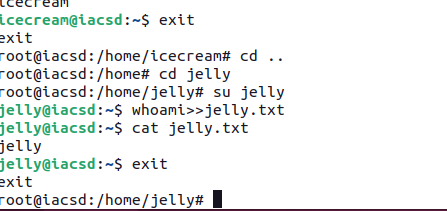 icecream
icecream@iacsd:~$ exit
exit
root@iacsd:/home/icecream# cd ..
root@iacsd:/home# cd jelly
root@iacsd:/home/jelly# su jelly
jelly@iacsd:~$ whoami>>jelly.txt
jelly@iacsd:~$ cat jelly.txt
jelly
jelly@iacsd:~$ exit
exit
root@iacsd:/home/jelly#